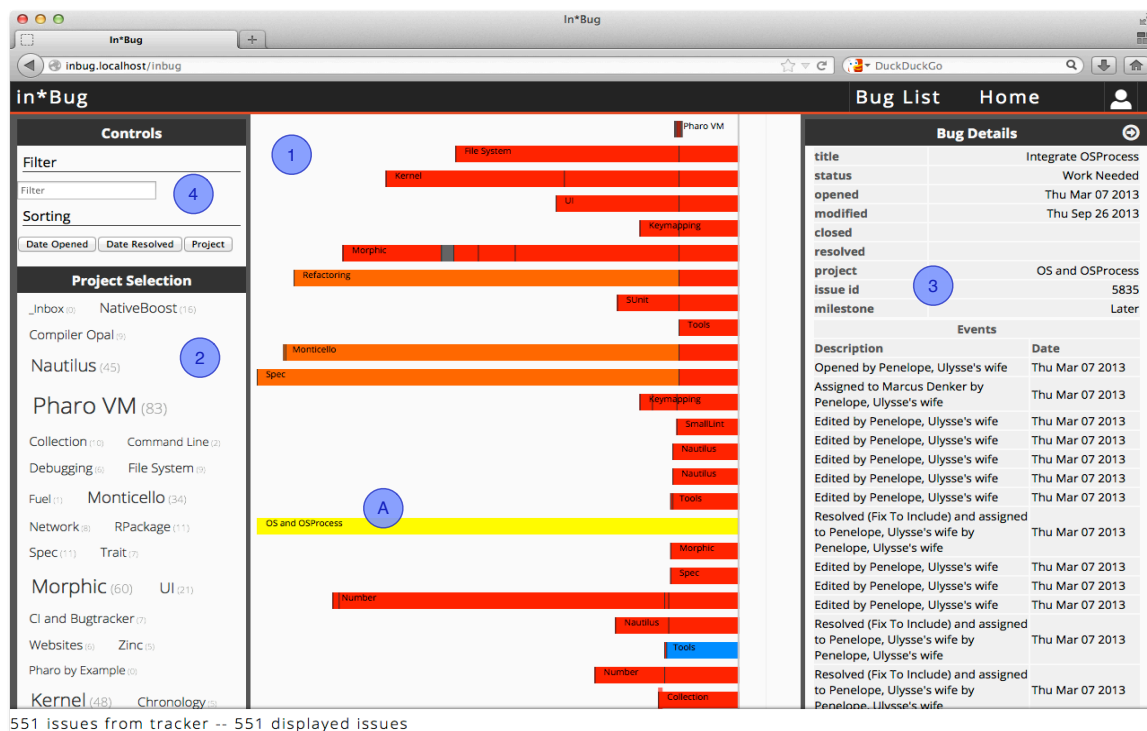 In*Bug
In*Bug
+
inbug.localhost/inbug
DuckDuckGo
in*Bug
Bug List Home
Controls
Filter
Filter
4
Sorting
Date Opened Date Resolved Project
Project Selection
_Inbox (0) NativeBoost (16)
Compiler Opal (9)
Nautilus (45)
2
Pharo VM (83)
Collection (10) Command Line (2)
Debugging (6) File System (9)
Fuel (1) Monticello (34)
Network (8) RPackage (11)
Spec (11) Trait (7)
Morphic (60) UI (21)
CI and Bugtracker (7)
Websites (6) Zinc (5)
Pharo by Example (0)
Kernel (48) Chronology (5)
1
Pharo VM
File System
Kernel
UI
Keymapping
Morphic
Refactoring
SUnit
Tools
Monticello
Spec
Keymapping
SmallLint
Nautilus
Nautilus
Tools
A
OS and OSProcess
Morphic
Spec
Number
Nautilus
Tools
Number
Collection
Bug Details
title Integrate OSProcess
status Work Needed
opened Thu Mar 07 2013
modified Thu Sep 26 2013
closed
resolved
project OS and OSProcess
3
issue id 5835
milestone Later
Events
Description Date
Opened by Penelope, Ulysse's wife Thu Mar 07 2013
Assigned to Marcus Denker by
Penelope, Ulysse's wife Thu Mar 07 2013
Edited by Penelope, Ulysse's wife Thu Mar 07 2013
Edited by Penelope, Ulysse's wife Thu Mar 07 2013
Edited by Penelope, Ulysse's wife Thu Mar 07 2013
Edited by Penelope, Ulysse's wife Thu Mar 07 2013
Edited by Penelope, Ulysse's wife Thu Mar 07 2013
Resolved (Fix To Include) and assigned
to Penelope, Ulysse's wife by Thu Mar 07 2013
Penelope, Ulysse's wife
Edited by Penelope, Ulysse's wife Thu Mar 07 2013
Edited by Penelope, Ulysse's wife Thu Mar 07 2013
Edited by Penelope, Ulysse's wife Thu Mar 07 2013
Resolved (Fix To Include) and assigned
to Penelope, Ulysse's wife by Thu Mar 07 2013
Penelope, Ulysse's wife
Resolved (Fix To Include) and assigned
to Penelope, Ulysse's wife by Thu Mar 07 2013
Penelope, Ulysse's wife
551 issues from tracker -- 551 displayed issues